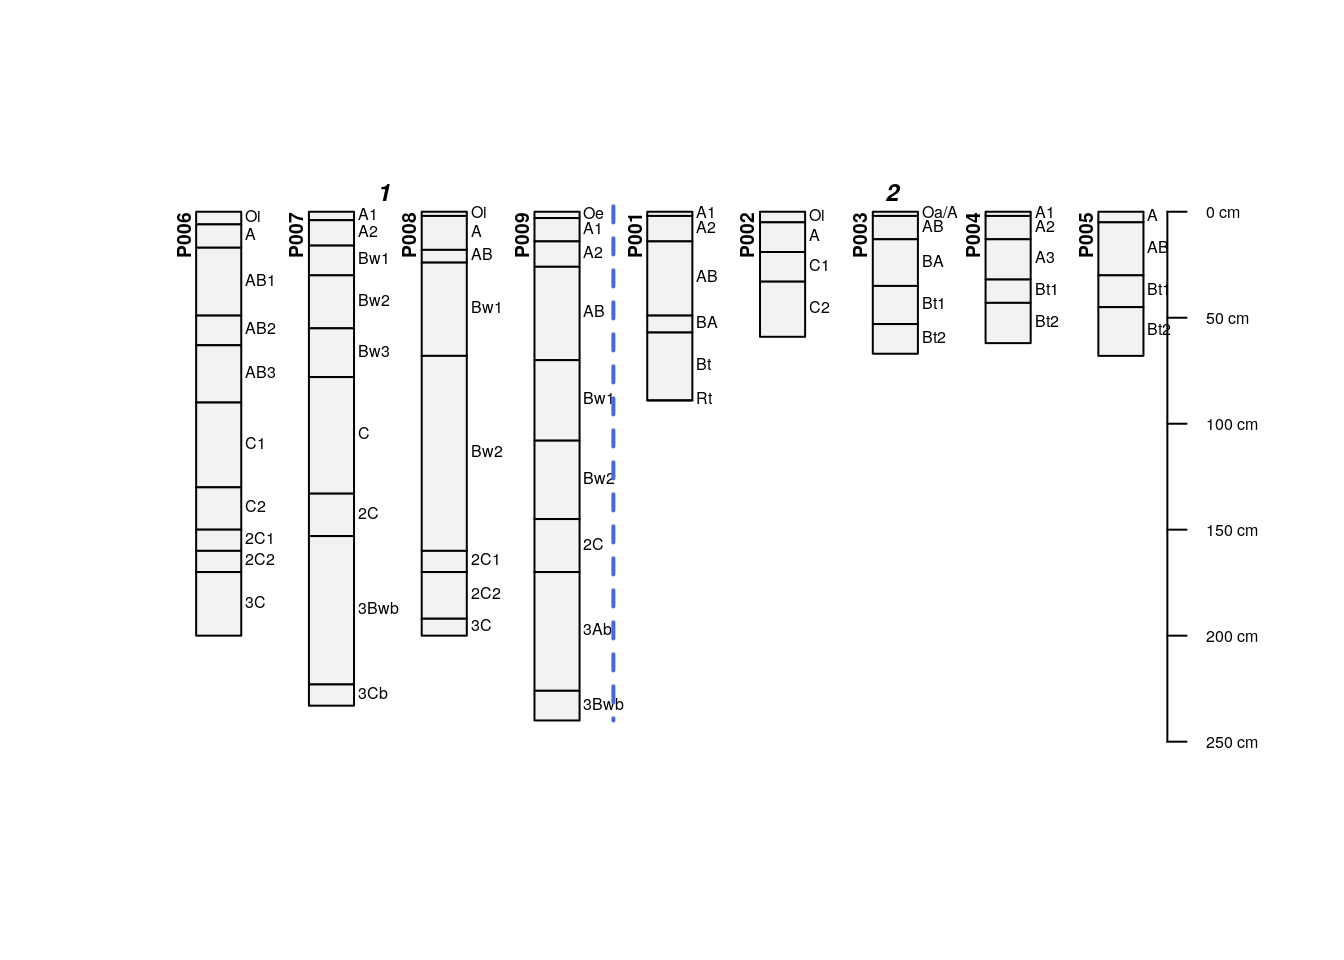 1
2
P006
Oi
A
AB1
AB2
AB3
C1
C2
2C1
2C2
3C
P007
A1
A2
Bw1
Bw2
Bw3
C
2C
3Bwb
3Cb
P008
Oi
A
AB
Bw1
Bw2
2C1
2C2
3C
P009
Oe
A1
A2
AB
Bw1
Bw2
2C
3Ab
3Bwb
P001
A1
A2
AB
BA
Bt
Rt
P002
Oi
A
C1
C2
P003
Oa/A
AB
BA
Bt1
Bt2
P004
A1
A2
A3
Bt1
Bt2
P005
A
AB
Bt1
Bt2
0 cm
50 cm
100 cm
150 cm
200 cm
250 cm